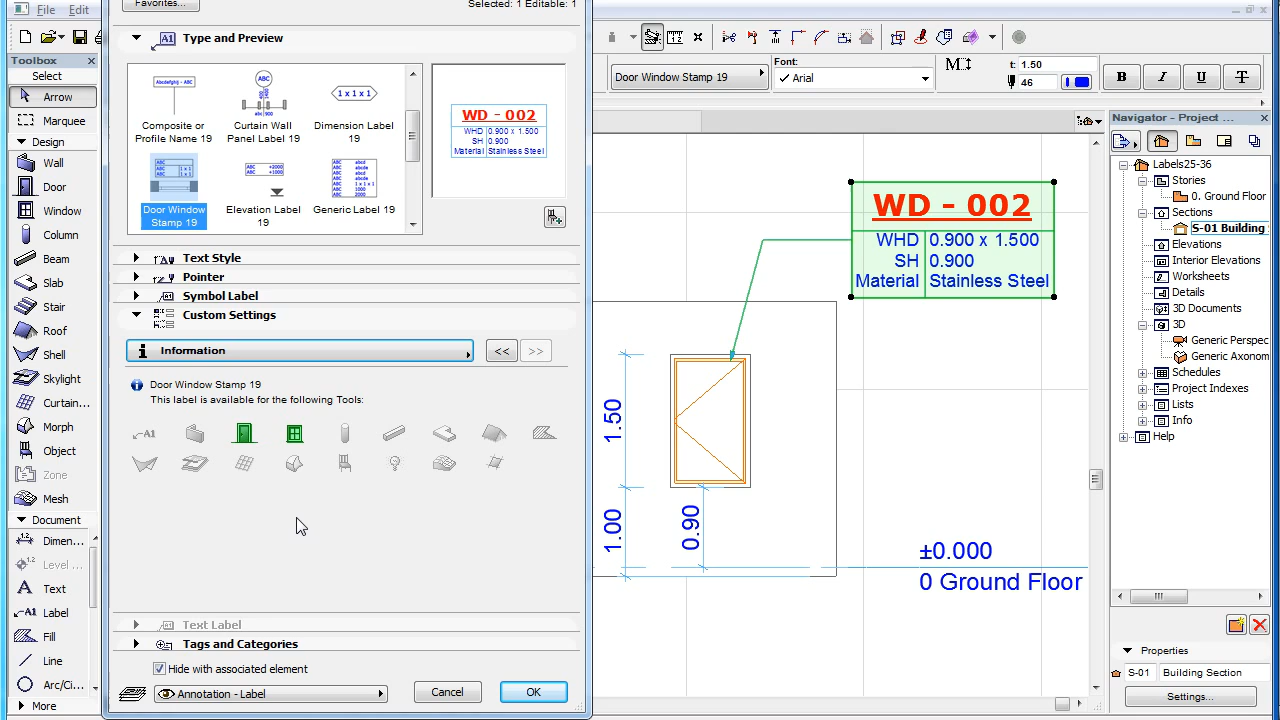 File
Edit
Toolbox
Select
Arrow
Marquee
Design
Wall
Door
Window
Column
Beam
Slab
Stair
Roof
Shell
Skylight
Curtain...
Morph
Object
Zone
Mesh
Document
Dimen...
Level ...
A Text
A1 Label
Fill
Line
Arc/Ci...
More
Favorites...
Selected: 1 Editable: 1
A1 Type and Preview
Composite or Profile Name 19
Curtain Wall Panel Label 19
Dimension Label 19
Door Window Stamp 19
Elevation Label 19
Generic Label 19
WD - 002
WHD 0.900 x 1.500
SH 0.900
Material Stainless Steel
Text Style
Pointer
Symbol Label
Custom Settings
Information
<<
>>
Door Window Stamp 19
This label is available for the following Tools:
Text Label
Tags and Categories
Hide with associated element
Annotation - Label
Cancel
OK
Door Window Stamp 19
Font:
Arial
t: 1.50
46
B I U T
WD - 002
WHD 0.900 x 1.500
SH 0.900
Material Stainless Steel
1.50
1.00
0.90
±0.000
0 Ground Floor
Navigator - Project ...
Labels25-36
Stories
0. Ground Floor
Sections
S-01 Building
Elevations
Interior Elevations
Worksheets
Details
3D Documents
3D
Generic Perspec
Generic Axonom
Schedules
Project Indexes
Lists
Info
Help
Properties
S-01 Building Section
Settings...